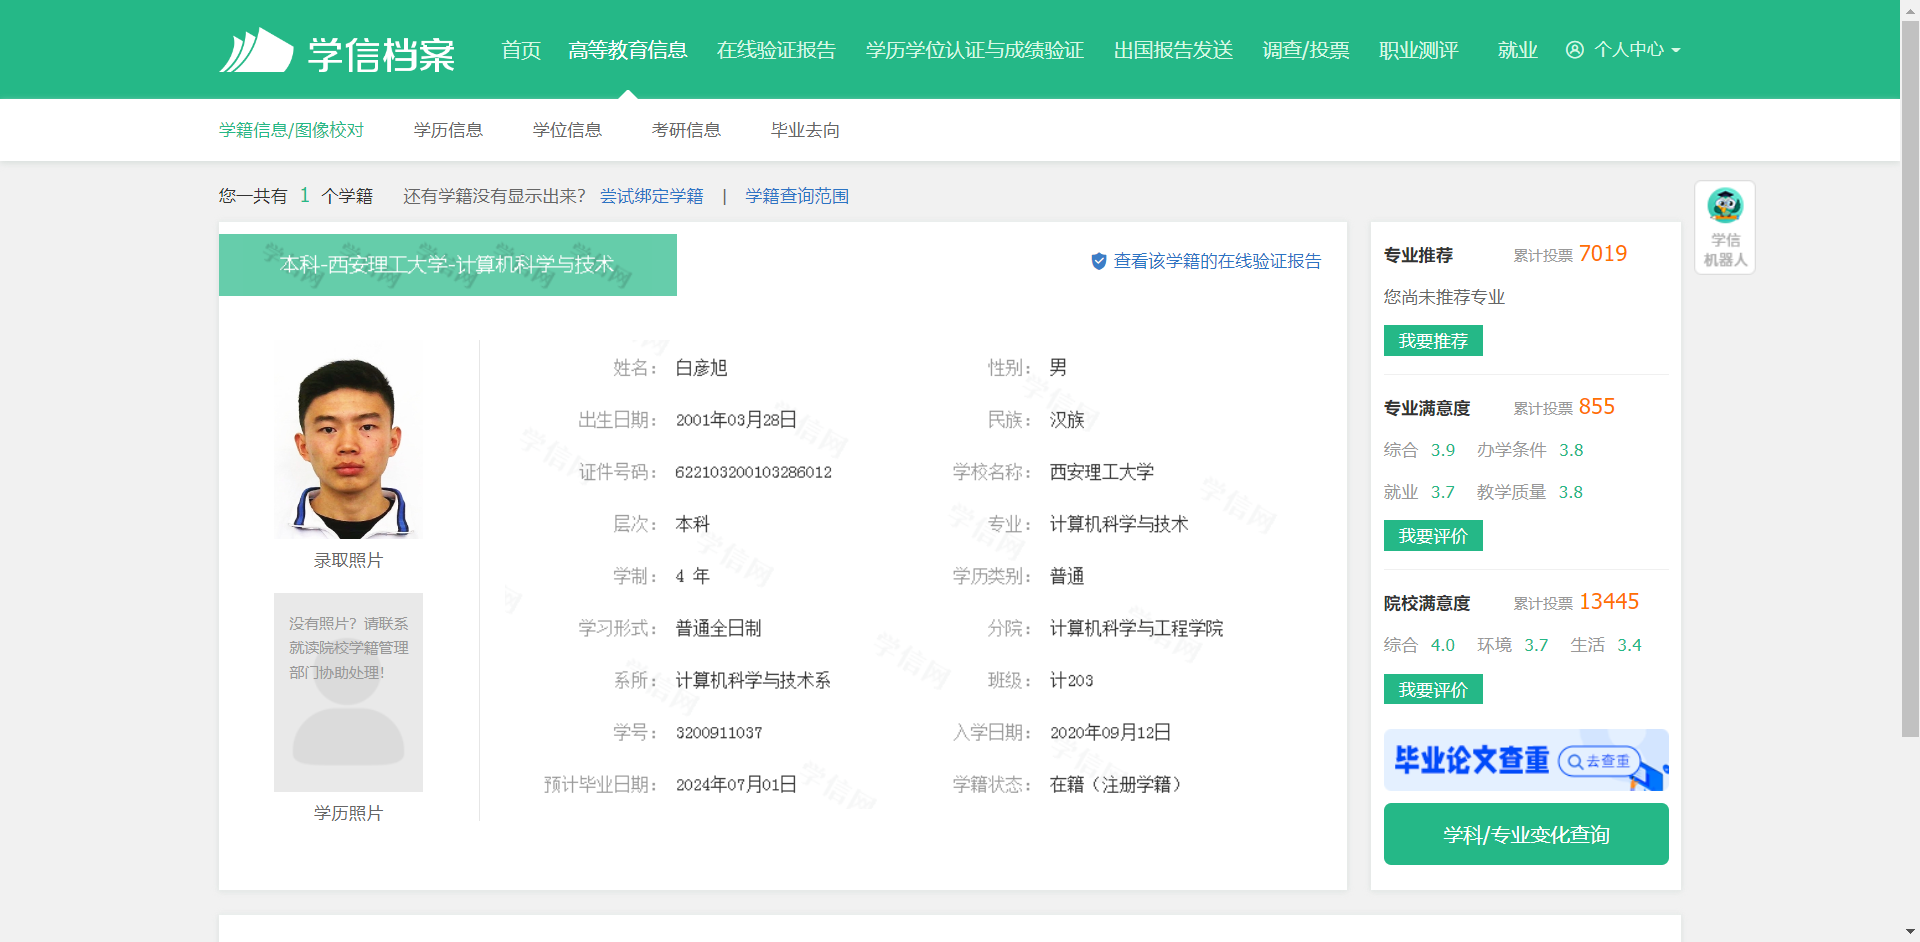 学信档案
首页 高等教育信息 在线验证报告 学历学位认证与成绩验证 出国报告发送 调查/投票 职业测评 就业 个人中心
学籍信息/图像校对 学历信息 学位信息 考研信息 毕业去向
您一共有 1 个学籍 还有学籍没有显示出来? 尝试绑定学籍 | 学籍查询范围
本科-西安理工大学-计算机科学与技术
查看该学籍的在线验证报告
录取照片
没有照片?请联系
就读院校学籍管理
部门协助处理!
学历照片
姓名: 白彦旭 性别: 男
出生日期: 2001年03月28日 民族: 汉族
证件号码: 622103200103286012 学校名称: 西安理工大学
层次: 本科 专业: 计算机科学与技术
学制: 4 年 学历类别: 普通
学习形式: 普通全日制 分院: 计算机科学与工程学院
系所: 计算机科学与技术系 班级: 计203
学号: 3200911037 入学日期: 2020年09月12日
预计毕业日期: 2024年07月01日 学籍状态: 在籍(注册学籍)
学信网
专业推荐 累计投票 7019
您尚未推荐专业
我要推荐
专业满意度 累计投票 855
综合 3.9 办学条件 3.8
就业 3.7 教学质量 3.8
我要评价
院校满意度 累计投票 13445
综合 4.0 环境 3.7 生活 3.4
我要评价
毕业论文查重 去查重
学科/专业变化查询
学信
机器人